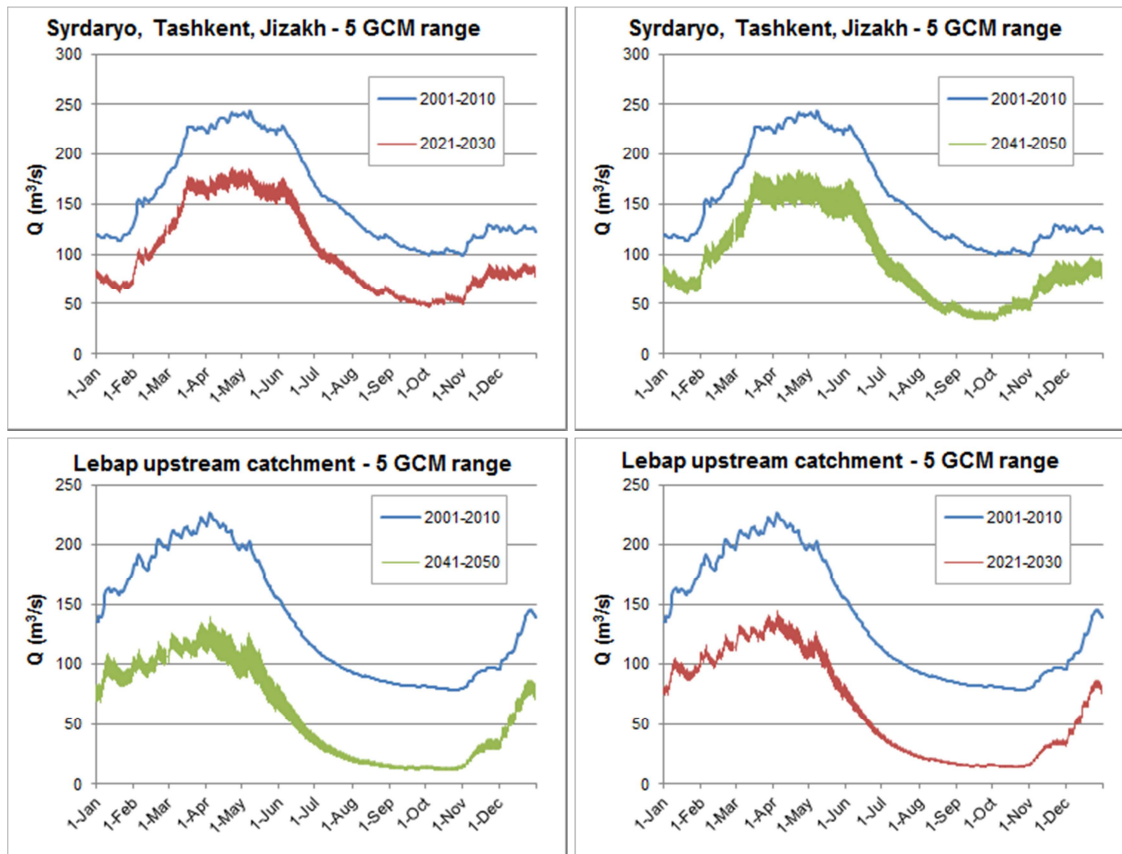 Syrdaryo, Tashkent, Jizakh - 5 GCM range
300
250
200
150
100
50
0
Q (m³/s)
2001-2010
2021-2030
1-Jan
1-Feb
1-Mar
1-Apr
1-May
1-Jun
1-Jul
1-Aug
1-Sep
1-Oct
1-Nov
1-Dec
Syrdaryo, Tashkent, Jizakh - 5 GCM range
300
250
200
150
100
50
0
Q (m³/s)
2001-2010
2041-2050
1-Jan
1-Feb
1-Mar
1-Apr
1-May
1-Jun
1-Jul
1-Aug
1-Sep
1-Oct
1-Nov
1-Dec
Lebap upstream catchment - 5 GCM range
250
200
150
100
50
0
Q (m³/s)
2001-2010
2041-2050
1-Jan
1-Feb
1-Mar
1-Apr
1-May
1-Jun
1-Jul
1-Aug
1-Sep
1-Oct
1-Nov
1-Dec
Lebap upstream catchment - 5 GCM range
250
200
150
100
50
0
Q (m³/s)
2001-2010
2021-2030
1-Jan
1-Feb
1-Mar
1-Apr
1-May
1-Jun
1-Jul
1-Aug
1-Sep
1-Oct
1-Nov
1-Dec